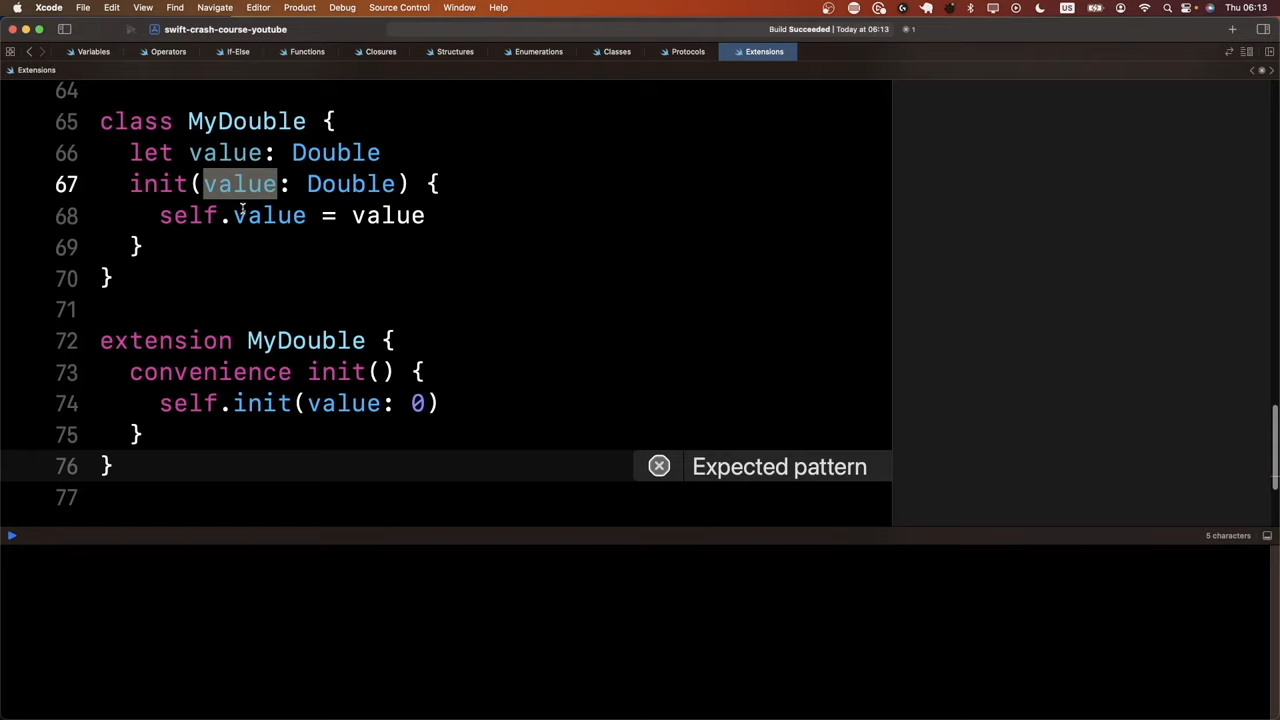 Xcode File Edit View Find Navigate Editor Product Debug Source Control Window Help US Thu 06:13
swift-crash-course-youtube Build Succeeded | Today at 06:13 1
Variables Operators If-Else Functions Closures Structures Enumerations Classes Protocols Extensions
Extensions
64
65 class MyDouble {
66 let value: Double
67 init(value: Double) {
68 self.value = value
69 }
70 }
71
72 extension MyDouble {
73 convenience init() {
74 self.init(value: 0)
75 }
76 } Expected pattern
77
5 characters